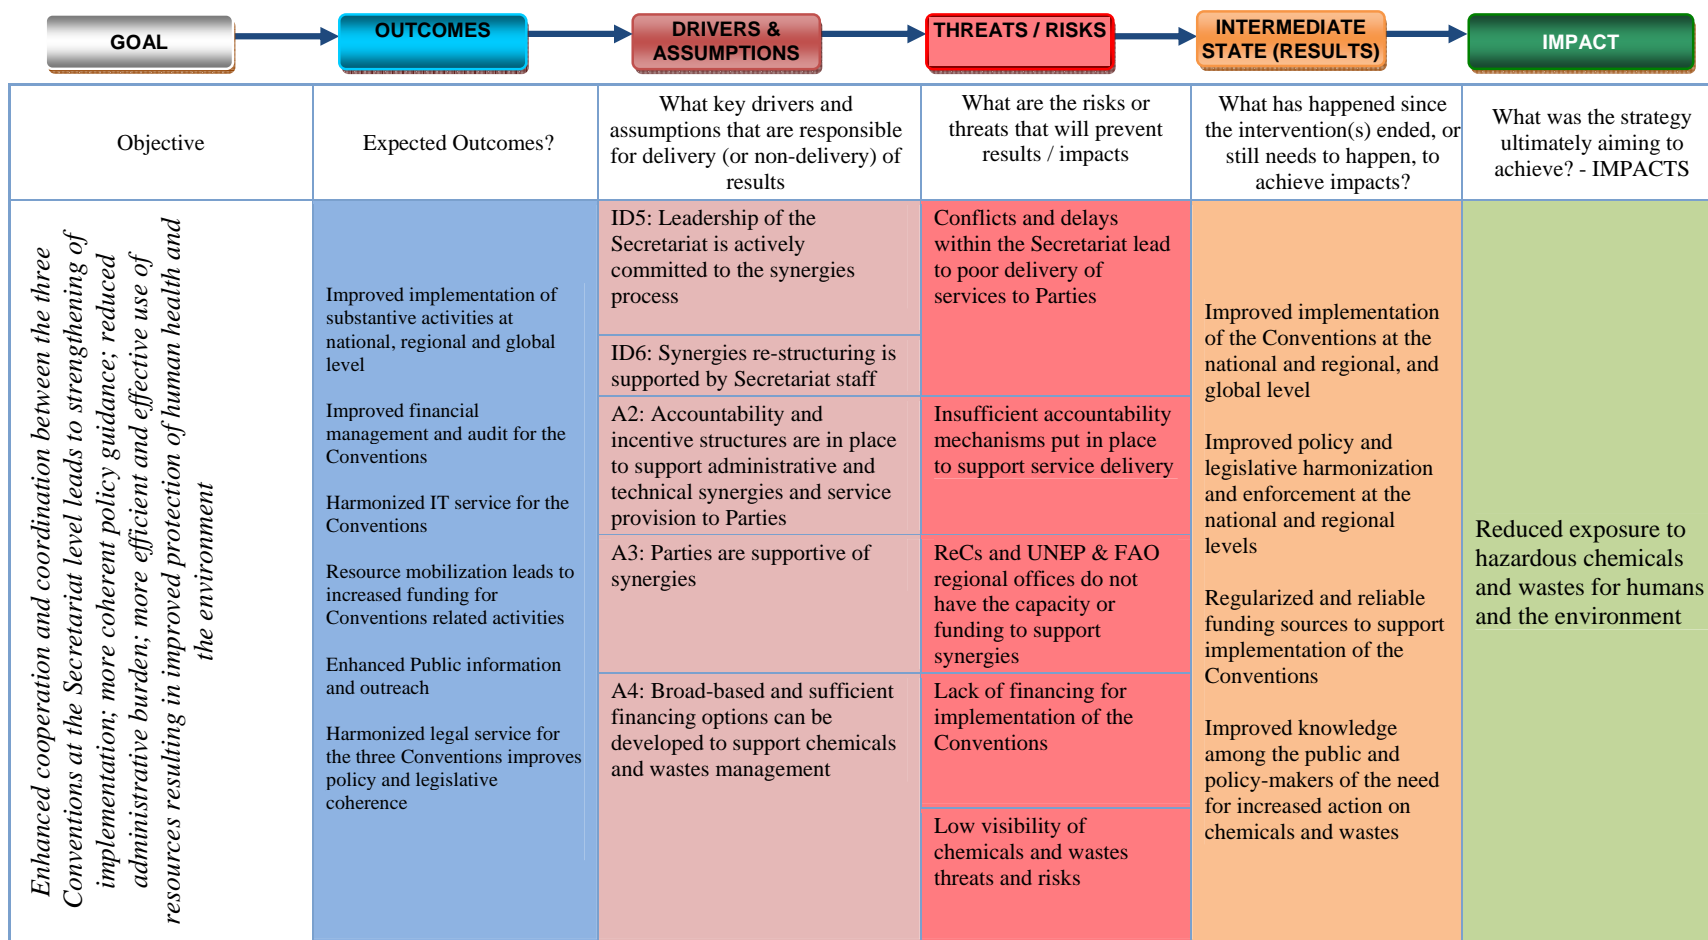 GOAL
OUTCOMES
DRIVERS &
ASSUMPTIONS
THREATS / RISKS
INTERMEDIATE
STATE (RESULTS)
IMPACT
Objective
Expected Outcomes?
What key drivers and
assumptions that are responsible
for delivery (or non-delivery) of
results
What are the risks or
threats that will prevent
results / impacts
What has happened since
the intervention(s) ended, or
still needs to happen, to
achieve impacts?
What was the strategy
ultimately aiming to
achieve? - IMPACTS
Enhanced cooperation and coordination between the three
Conventions at the Secretariat level leads to strengthening of
implementation; more coherent policy guidance; reduced
administrative burden; more efficient and effective use of
resources resulting in improved protection of human health and
the environment
Improved implementation of
substantive activities at
national, regional and global
level
Improved financial
management and audit for the
Conventions
Harmonized IT service for the
Conventions
Resource mobilization leads to
increased funding for
Conventions related activities
Enhanced Public information
and outreach
Harmonized legal service for
the three Conventions improves
policy and legislative
coherence
ID5: Leadership of the
Secretariat is actively
committed to the synergies
process
ID6: Synergies re-structuring is
supported by Secretariat staff
A2: Accountability and
incentive structures are in place
to support administrative and
technical synergies and service
provision to Parties
A3: Parties are supportive of
synergies
A4: Broad-based and sufficient
financing options can be
developed to support chemicals
and wastes management
Conflicts and delays
within the Secretariat lead
to poor delivery of
services to Parties
Insufficient accountability
mechanisms put in place
to support service delivery
ReCs and UNEP & FAO
regional offices do not
have the capacity or
funding to support
synergies
Lack of financing for
implementation of the
Conventions
Low visibility of
chemicals and wastes
threats and risks
Improved implementation
of the Conventions at the
national and regional, and
global level
Improved policy and
legislative harmonization
and enforcement at the
national and regional
levels
Regularized and reliable
funding sources to support
implementation of the
Conventions
Improved knowledge
among the public and
policy-makers of the need
for increased action on
chemicals and wastes
Reduced exposure to
hazardous chemicals
and wastes for humans
and the environment